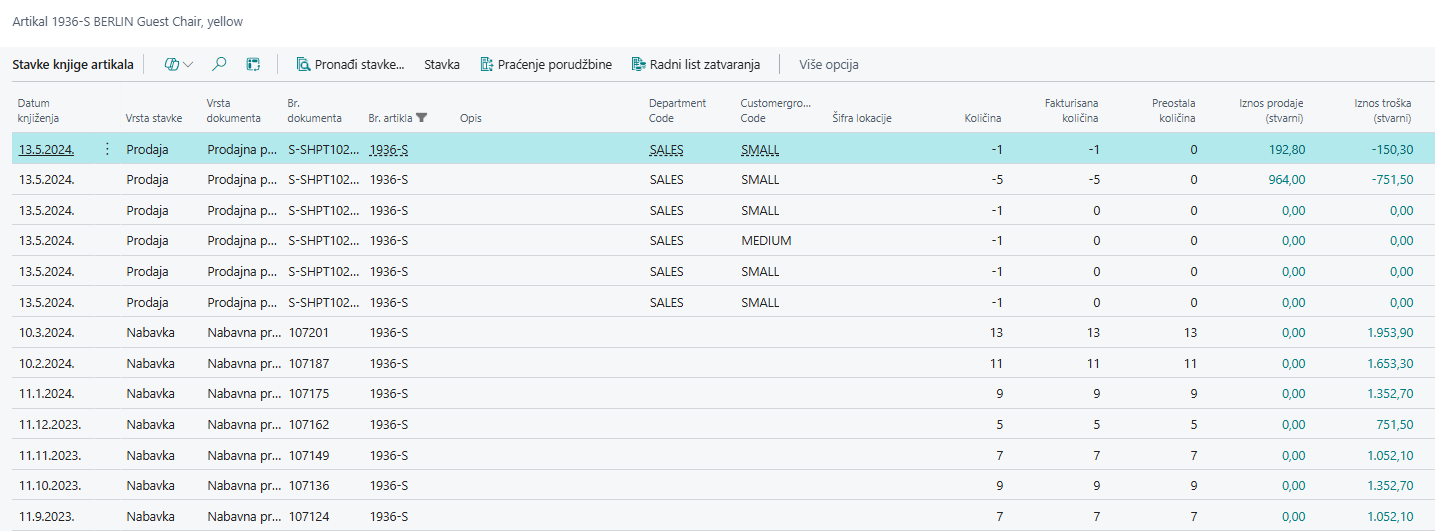 Artikal 1936-S BERLIN Guest Chair, yellow
Stavke knjige artikala Pronađi stavke... Stavka Praćenje porudžbine Radni list zatvaranja Više opcija
Datum knjiženja Vrsta stavke Vrsta dokumenta Br. dokumenta Br. artikla Opis Department Code Customergro... Code Šifra lokacije Količina Fakturisana količina Preostala količina Iznos prodaje (stvarni) Iznos troška (stvarni)
13.5.2024. Prodaja Prodajna p... S-SHPT102... 1936-S SALES SMALL -1 -1 0 192,80 -150,30
13.5.2024. Prodaja Prodajna p... S-SHPT102... 1936-S SALES SMALL -5 -5 0 964,00 -751,50
13.5.2024. Prodaja Prodajna p... S-SHPT102... 1936-S SALES SMALL -1 0 0 0,00 0,00
13.5.2024. Prodaja Prodajna p... S-SHPT102... 1936-S SALES MEDIUM -1 0 0 0,00 0,00
13.5.2024. Prodaja Prodajna p... S-SHPT102... 1936-S SALES SMALL -1 0 0 0,00 0,00
13.5.2024. Prodaja Prodajna p... S-SHPT102... 1936-S SALES SMALL -1 0 0 0,00 0,00
10.3.2024. Nabavka Nabavna pr... 107201 1936-S 13 13 13 0,00 1.953,90
10.2.2024. Nabavka Nabavna pr... 107187 1936-S 11 11 11 0,00 1.653,30
11.1.2024. Nabavka Nabavna pr... 107175 1936-S 9 9 9 0,00 1.352,70
11.12.2023. Nabavka Nabavna pr... 107162 1936-S 5 5 5 0,00 751,50
11.11.2023. Nabavka Nabavna pr... 107149 1936-S 7 7 7 0,00 1.052,10
11.10.2023. Nabavka Nabavna pr... 107136 1936-S 9 9 9 0,00 1.352,70
11.9.2023. Nabavka Nabavna pr... 107124 1936-S 7 7 7 0,00 1.052,10